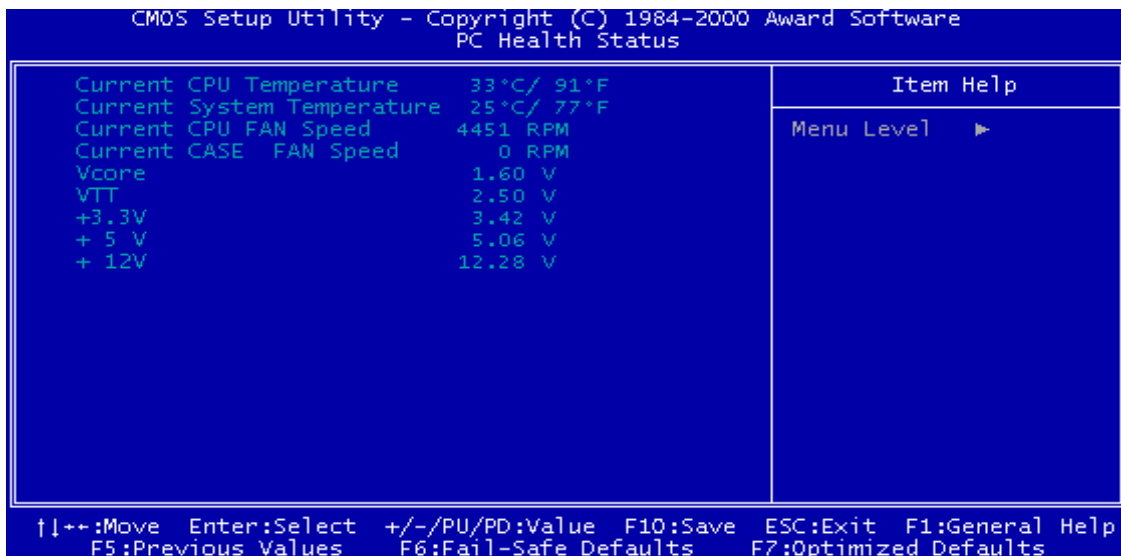 CMOS Setup Utility - Copyright (C) 1984-2000 Award Software
PC Health Status
Current CPU Temperature 33°C/ 91°F
Current System Temperature 25°C/ 77°F
Current CPU FAN Speed 4451 RPM
Current CASE FAN Speed 0 RPM
Vcore 1.60 V
VTT 2.50 V
+3.3V 3.42 V
+ 5 V 5.06 V
+ 12V 12.28 V
Item Help
Menu Level ►
↑↓←→:Move Enter:Select +/-/PU/PD:Value F10:Save ESC:Exit F1:General Help
F5:Previous Values F6:Fail-Safe Defaults F7:Optimized Defaults